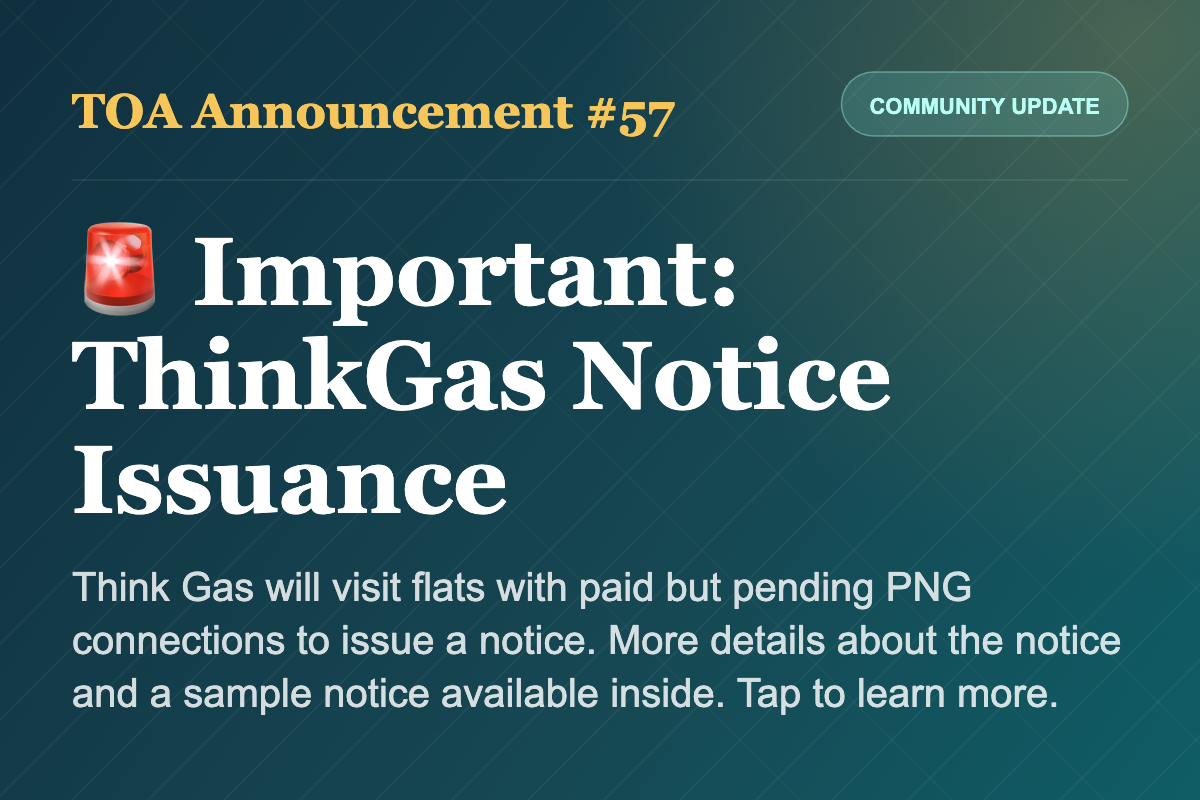 TOA Announcement #57
COMMUNITY UPDATE
🚨 Important:
ThinkGas Notice
Issuance
Think Gas will visit flats with paid but pending PNG
connections to issue a notice. More details about the notice
and a sample notice available inside. Tap to learn more.